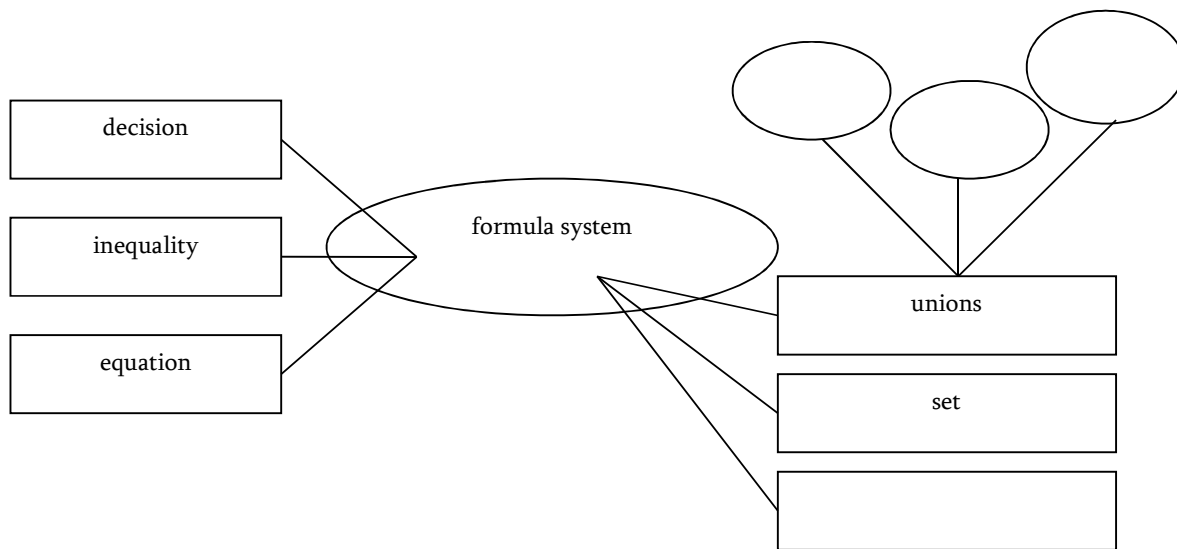 decision
inequality
equation
formula system
unions
set